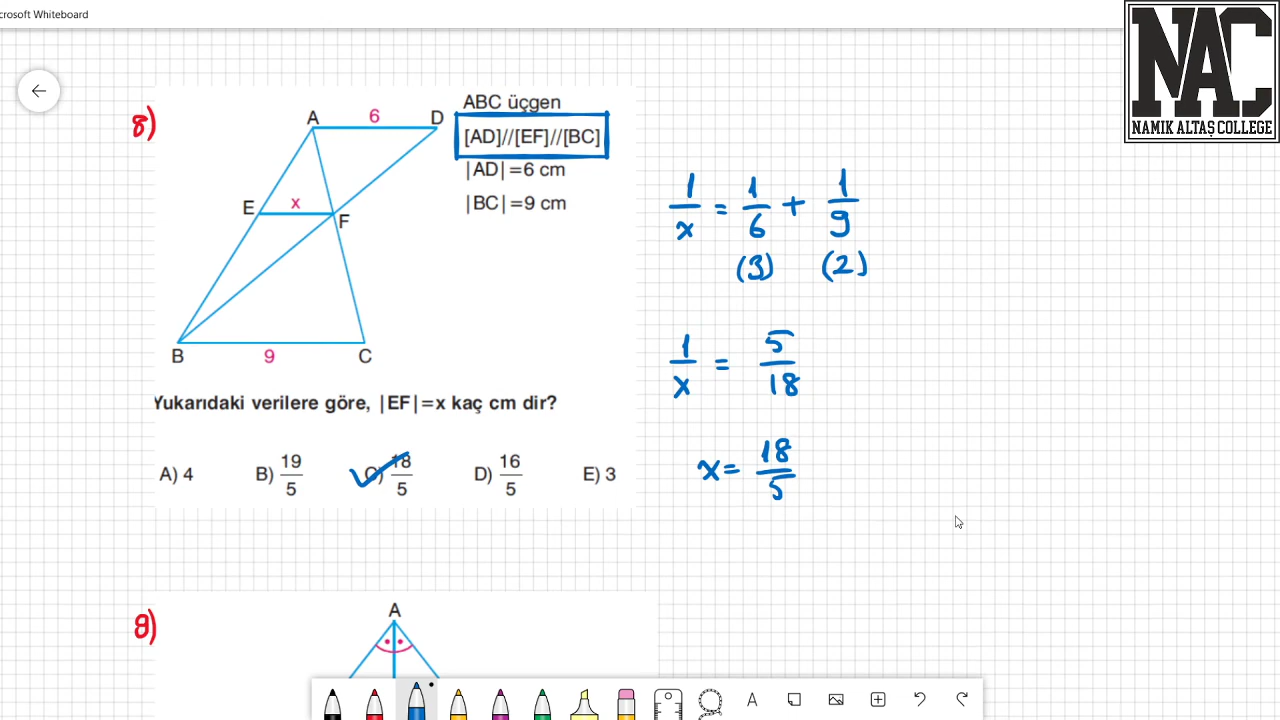 crosoft Whiteboard
NAC
NAMIK ALTAŞ COLLEGE
8)
A 6 D
E x F
B 9 C
ABC üçgen
[AD]//[EF]//[BC]
|AD|=6 cm
|BC|=9 cm
Yukarıdaki verilere göre, |EF|=x kaç cm dir?
A) 4 B) 19/5 C) 18/5 D) 16/5 E) 3
1/x = 1/6 + 1/9
(3) (2)
1/x = 5/18
x = 18/5
9)
A
A